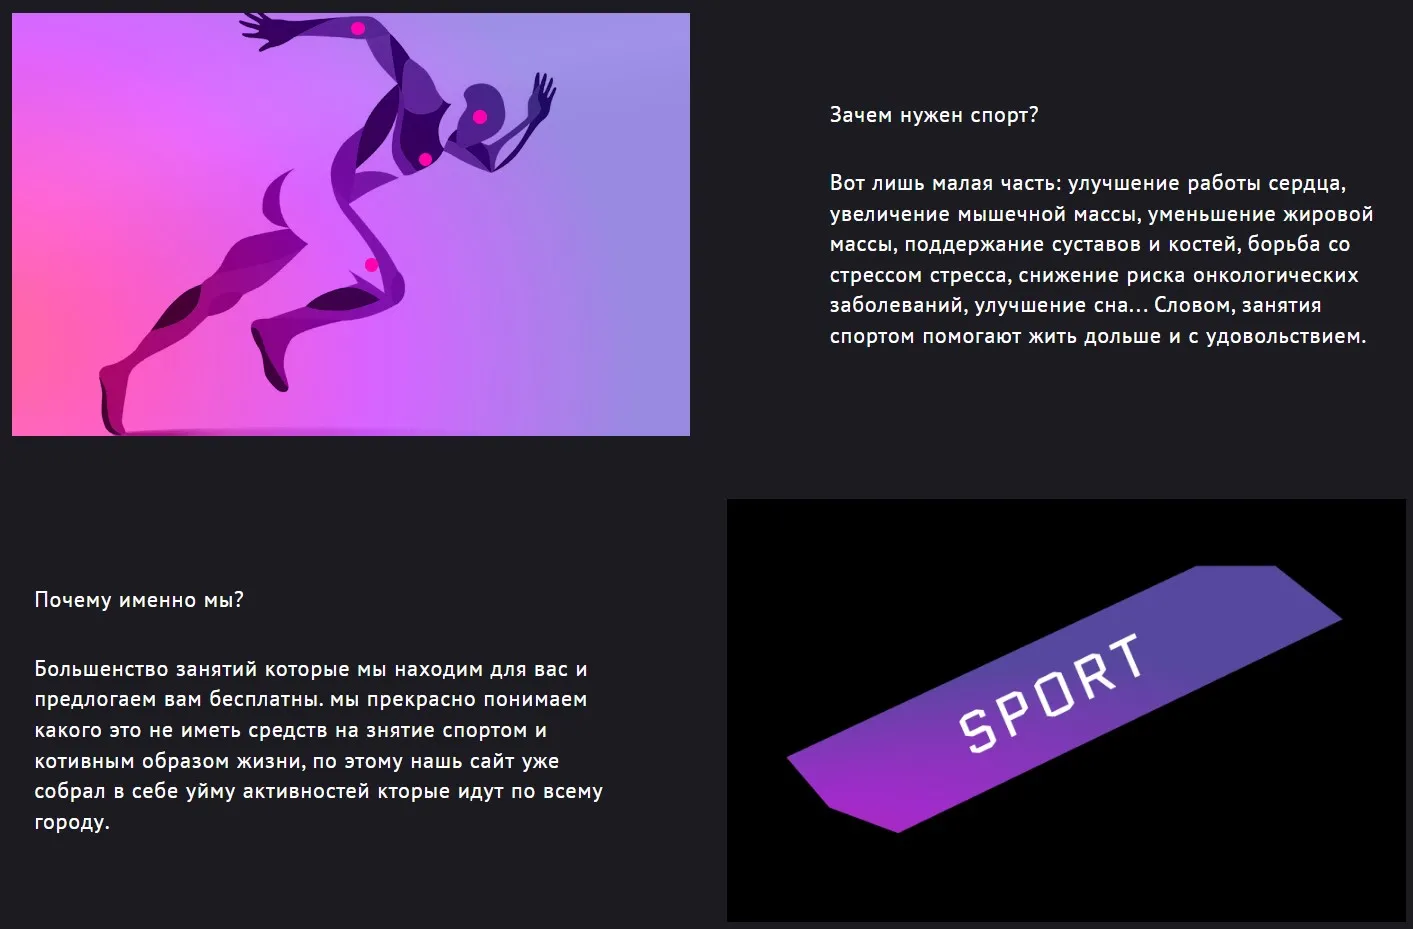 Зачем нужен спорт?
Вот лишь малая часть: улучшение работы сердца,
увеличение мышечной массы, уменьшение жировой
массы, поддержание суставов и костей, борьба со
стрессом стресса, снижение риска онкологических
заболеваний, улучшение сна... Словом, занятия
спортом помогают жить дольше и с удовольствием.
Почему именно мы?
Большенство занятий которые мы находим для вас и
предлогаем вам бесплатны. мы прекрасно понимаем
какого это не иметь средств на знятие спортом и
котивным образом жизни, по этому нашь сайт уже
собрал в себе уйму активностей кторые идут по всему
городу.
SPORT